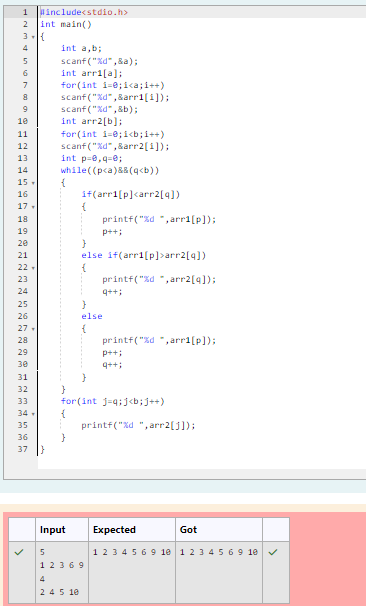 1 #include<stdio.h>
2 int main()
3 {
4 int a,b;
5 scanf("%d",&a);
6 int arr1[a];
7 for(int i=0;i<a;i++)
8 scanf("%d",&arr1[i]);
9 scanf("%d",&b);
10 int arr2[b];
11 for(int i=0;i<b;i++)
12 scanf("%d",&arr2[i]);
13 int p=0,q=0;
14 while((p<a)&&(q<b))
15 {
16 if(arr1[p]<arr2[q])
17 {
18 printf("%d ",arr1[p]);
19 p++;
20 }
21 else if(arr1[p]>arr2[q])
22 {
23 printf("%d ",arr2[q]);
24 q++;
25 }
26 else
27 {
28 printf("%d ",arr1[p]);
29 p++;
30 q++;
31 }
32 }
33 for(int j=q;j<b;j++)
34 {
35 printf("%d ",arr2[j]);
36 }
37 }
Input Expected Got
5 1 2 3 4 5 6 9 10 1 2 3 4 5 6 9 10
1 2 3 6 9
4
2 4 5 10